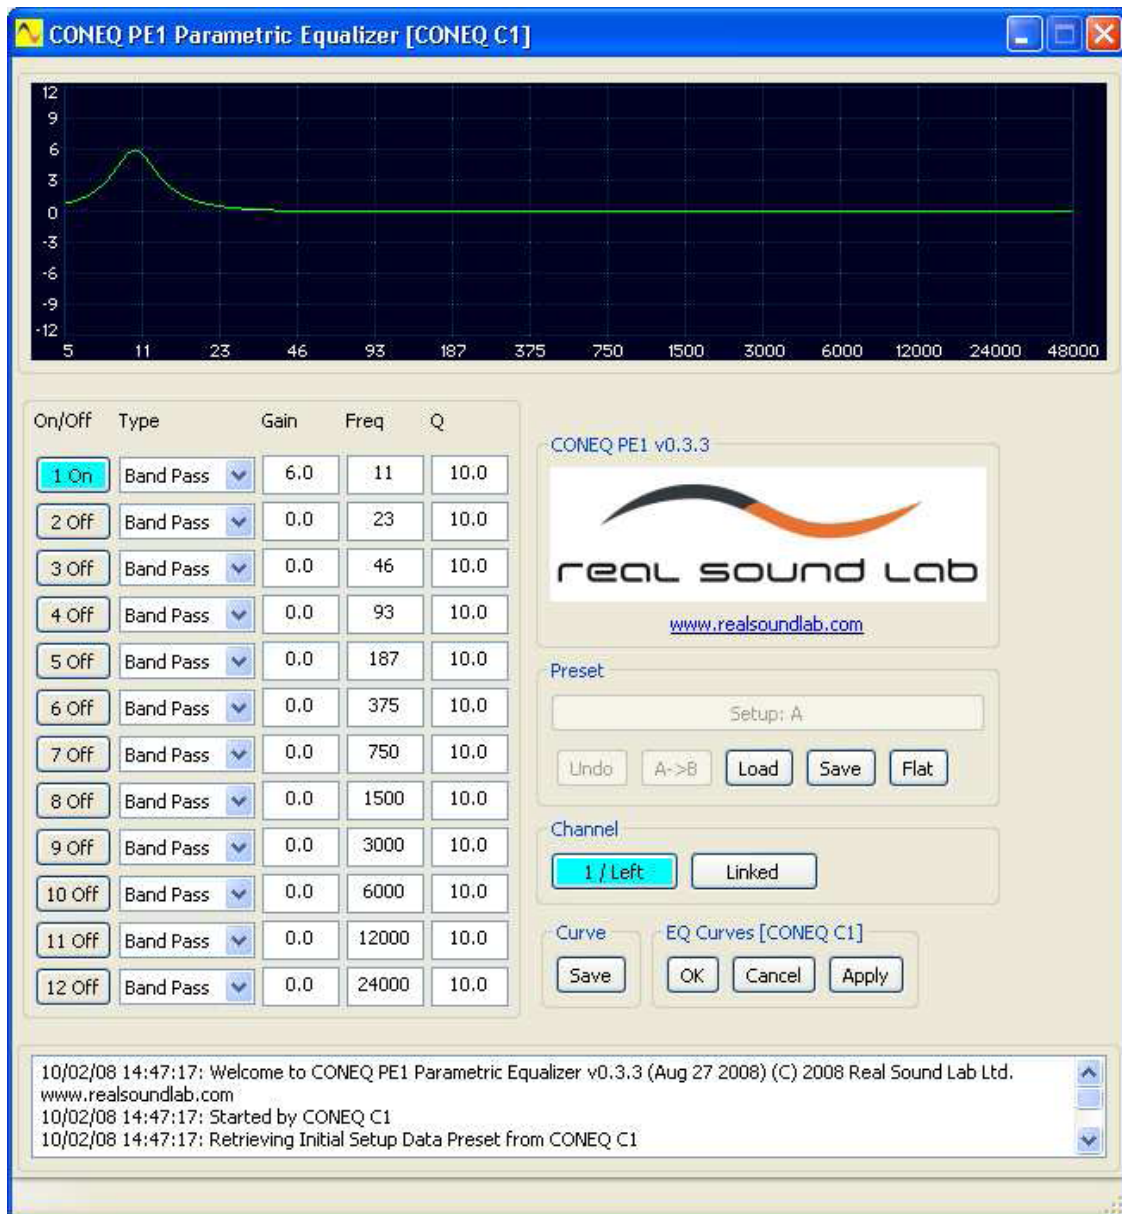 CONEQ PE1 Parametric Equalizer [CONEQ C1]
12
9
6
3
0
-3
-6
-9
-12
5 11 23 46 93 187 375 750 1500 3000 6000 12000 24000 48000
On/Off Type Gain Freq Q
1 On Band Pass 6.0 11 10.0
2 Off Band Pass 0.0 23 10.0
3 Off Band Pass 0.0 46 10.0
4 Off Band Pass 0.0 93 10.0
5 Off Band Pass 0.0 187 10.0
6 Off Band Pass 0.0 375 10.0
7 Off Band Pass 0.0 750 10.0
8 Off Band Pass 0.0 1500 10.0
9 Off Band Pass 0.0 3000 10.0
10 Off Band Pass 0.0 6000 10.0
11 Off Band Pass 0.0 12000 10.0
12 Off Band Pass 0.0 24000 10.0
CONEQ PE1 v0.3.3
real sound Lab
www.realsoundlab.com
Preset
Setup: A
Undo A->B Load Save Flat
Channel
1 / Left Linked
Curve
Save
EQ Curves [CONEQ C1]
OK Cancel Apply
10/02/08 14:47:17: Welcome to CONEQ PE1 Parametric Equalizer v0.3.3 (Aug 27 2008) (C) 2008 Real Sound Lab Ltd.
www.realsoundlab.com
10/02/08 14:47:17: Started by CONEQ C1
10/02/08 14:47:17: Retrieving Initial Setup Data Preset from CONEQ C1